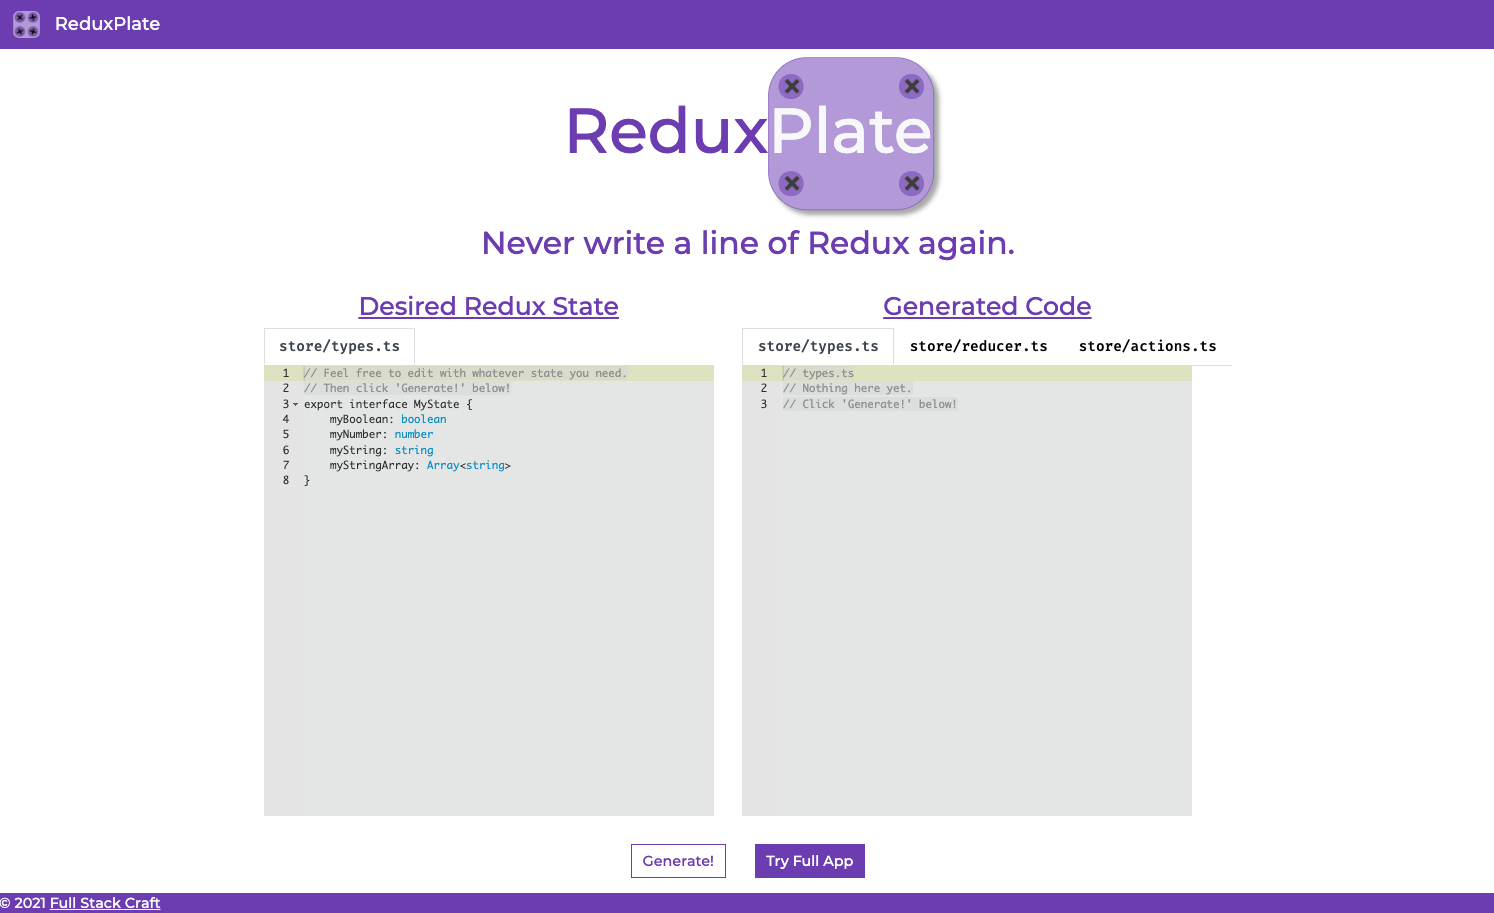 ReduxPlate
ReduxPlate
Never write a line of Redux again.
Desired Redux State
store/types.ts
1 // Feel free to edit with whatever state you need.
2 // Then click 'Generate!' below!
3 export interface MyState {
4 myBoolean: boolean
5 myNumber: number
6 myString: string
7 myStringArray: Array<string>
8 }
Generated Code
store/types.ts store/reducer.ts store/actions.ts
1 // types.ts
2 // Nothing here yet.
3 // Click 'Generate!' below!
Generate! Try Full App
© 2021 Full Stack Craft